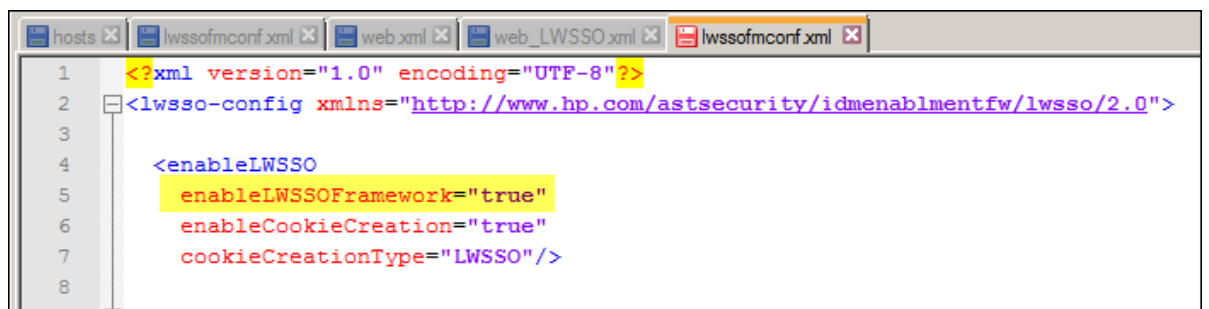 hosts lwssofmconf.xml web.xml web_LWSSO.xml lwssofmconf.xml
1 <?xml version="1.0" encoding="UTF-8"?>
2 <lwsso-config xmlns="http://www.hp.com/astsecurity/idmenablmentfw/lwsso/2.0">
3
4 <enableLWSSO
5 enableLWSSOFramework="true"
6 enableCookieCreation="true"
7 cookieCreationType="LWSSO"/>
8